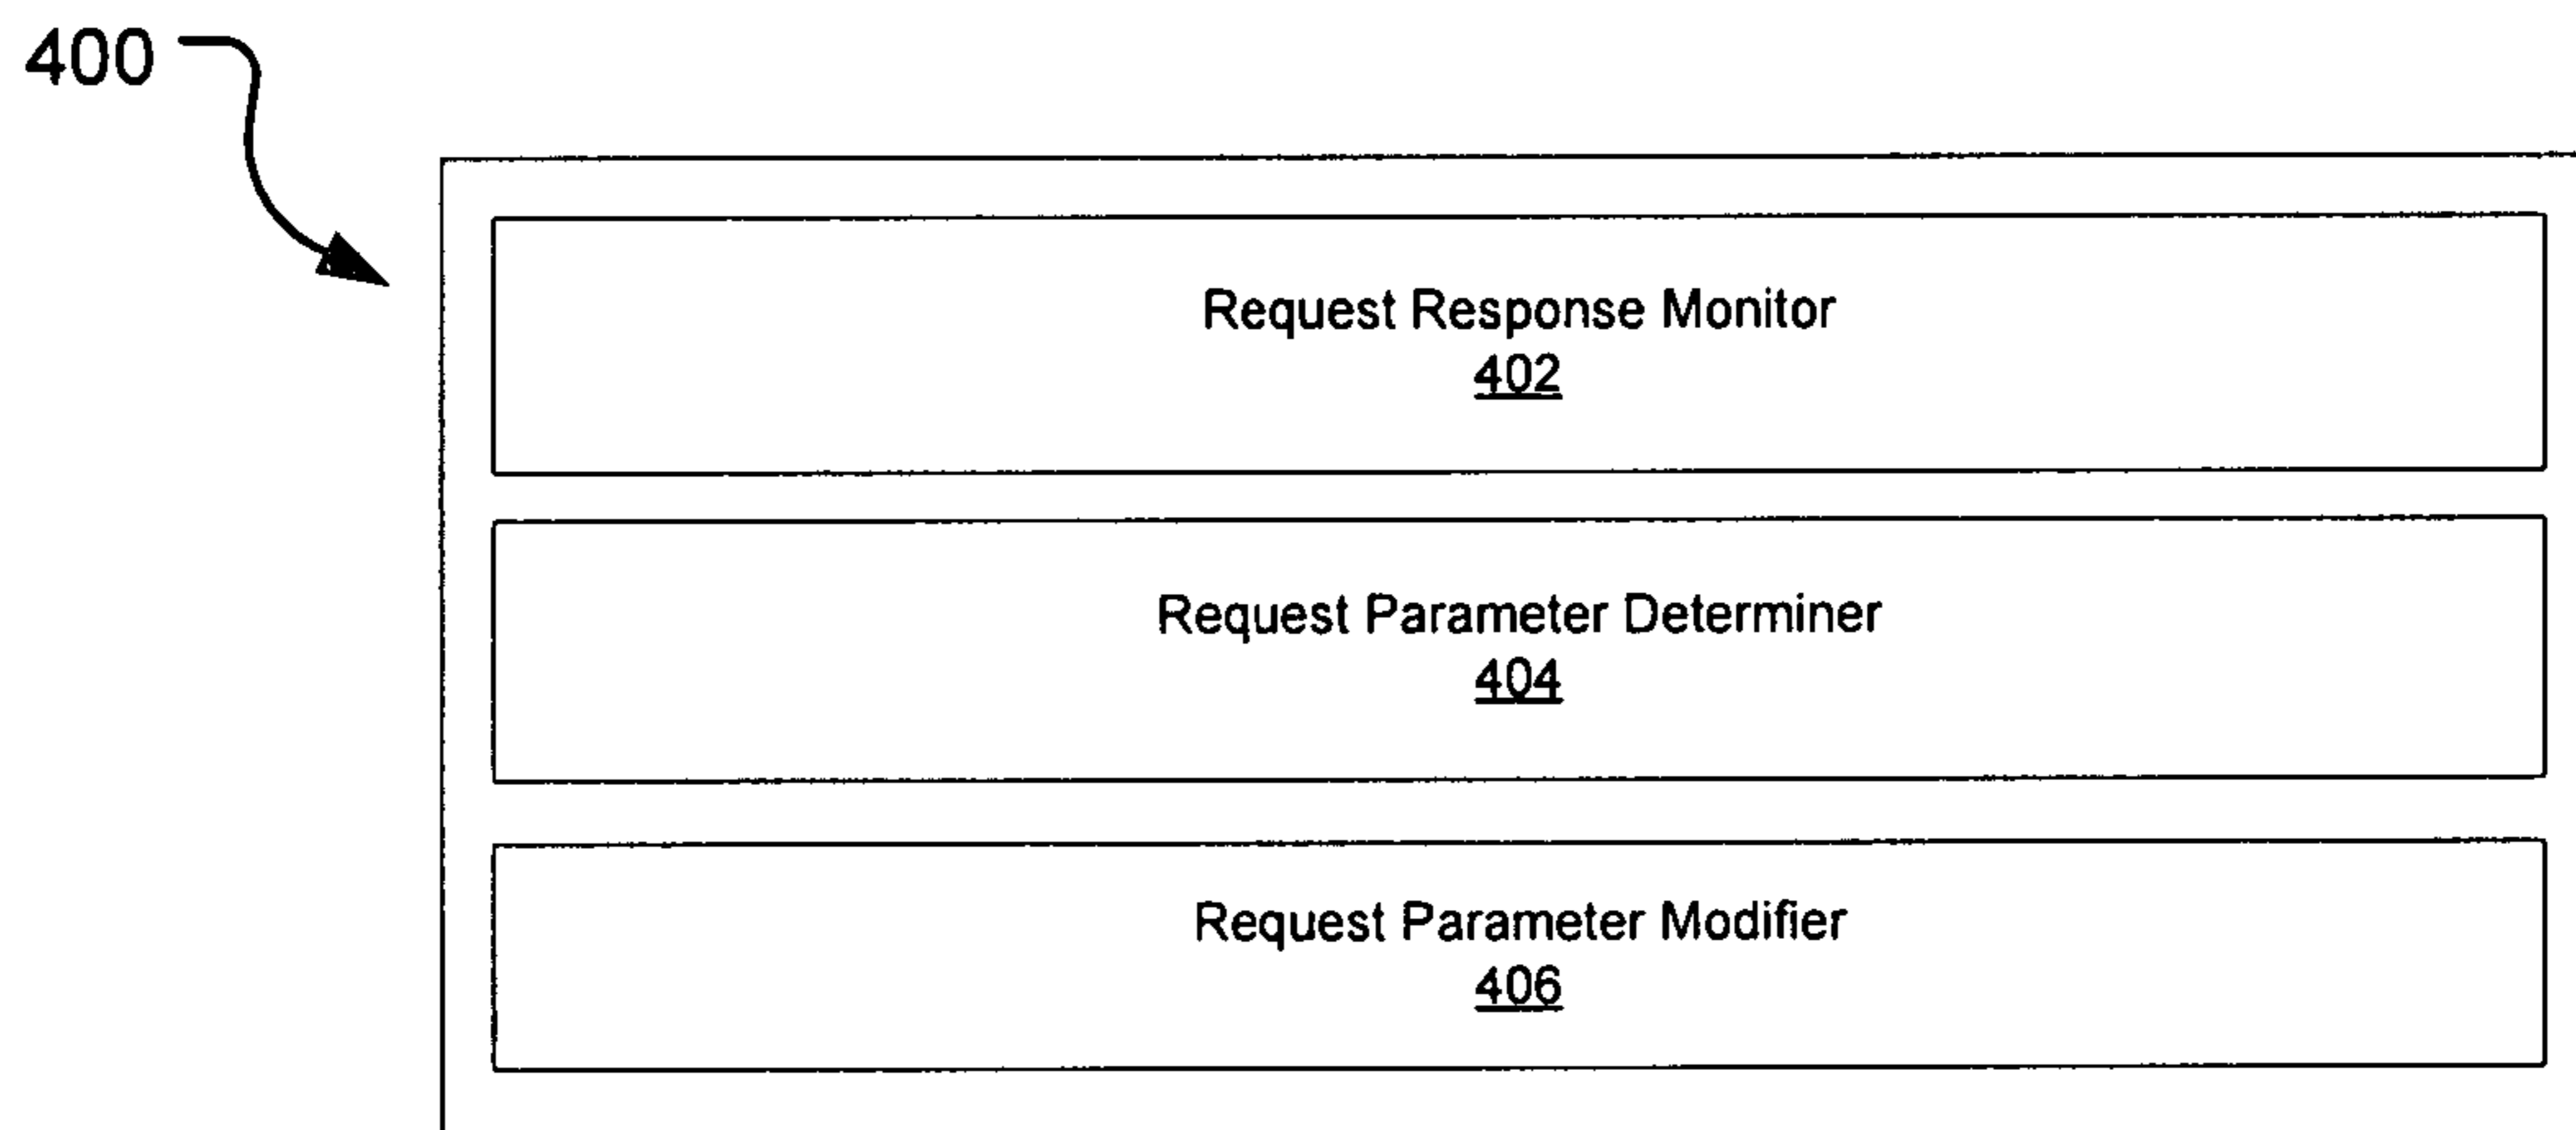 400
Request Response Monitor
402
Request Parameter Determiner
404
Request Parameter Modifier
406